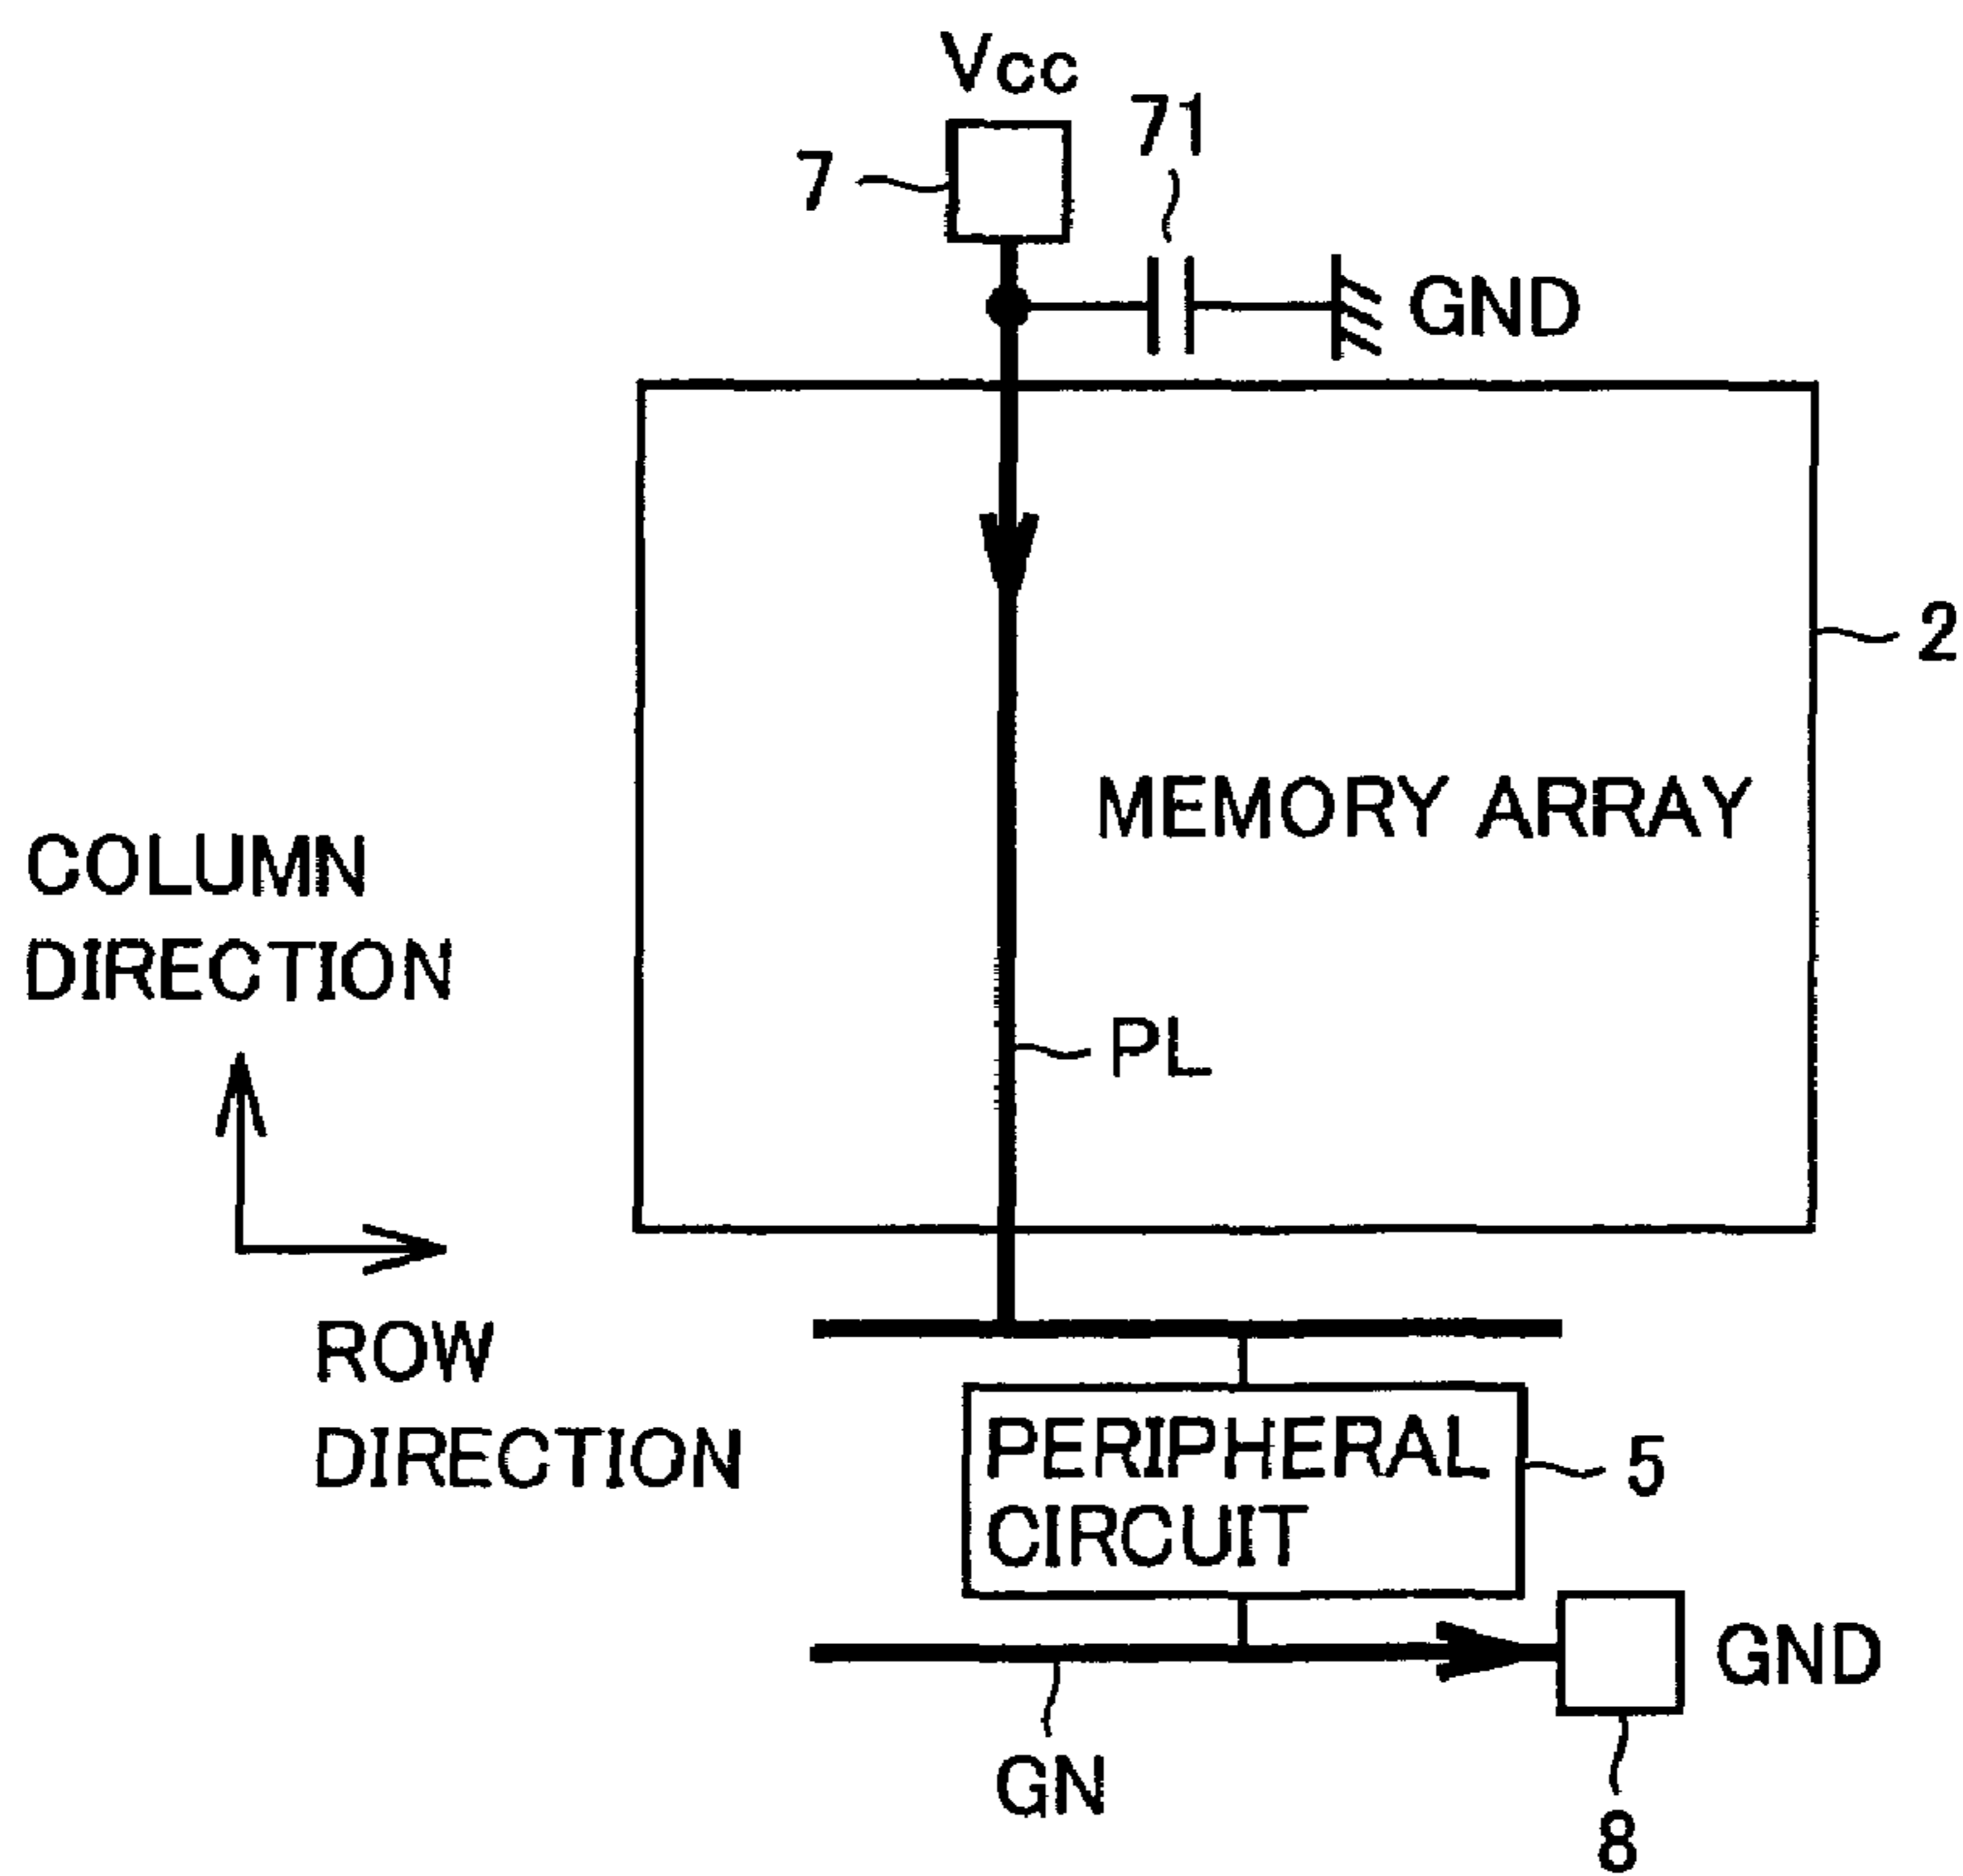 Vcc
71
7
GND
2
MEMORY ARRAY
COLUMN
DIRECTION
PL
ROW
DIRECTION
PERIPHERAL
CIRCUIT
5
GND
GN
8